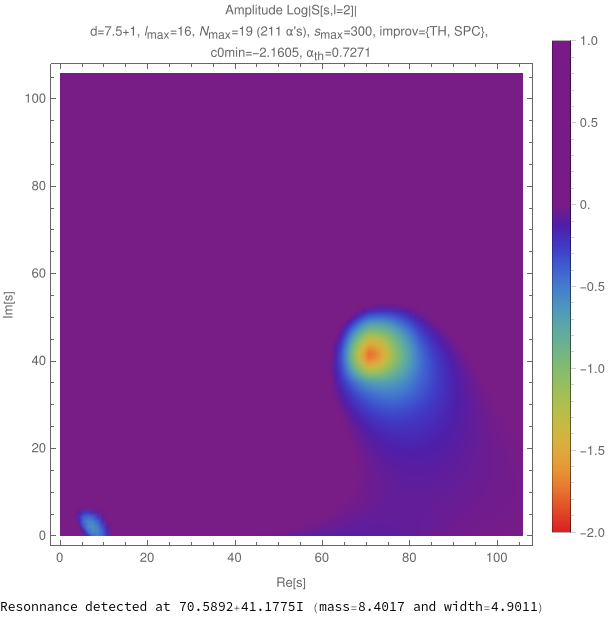 Amplitude Log|S[s,l=2]|
d=7.5+1, lmax=16, Nmax=19 (211 α's), smax=300, improv={TH, SPC},
c0min=-2.1605, αth=0.7271
1.0
0.5
0.
-0.5
-1.0
-1.5
-2.0
100
80
60
40
20
0
Im[s]
0 20 40 60 80 100
Re[s]
Resonnance detected at 70.5892+41.1775I (mass=8.4017 and width=4.9011)